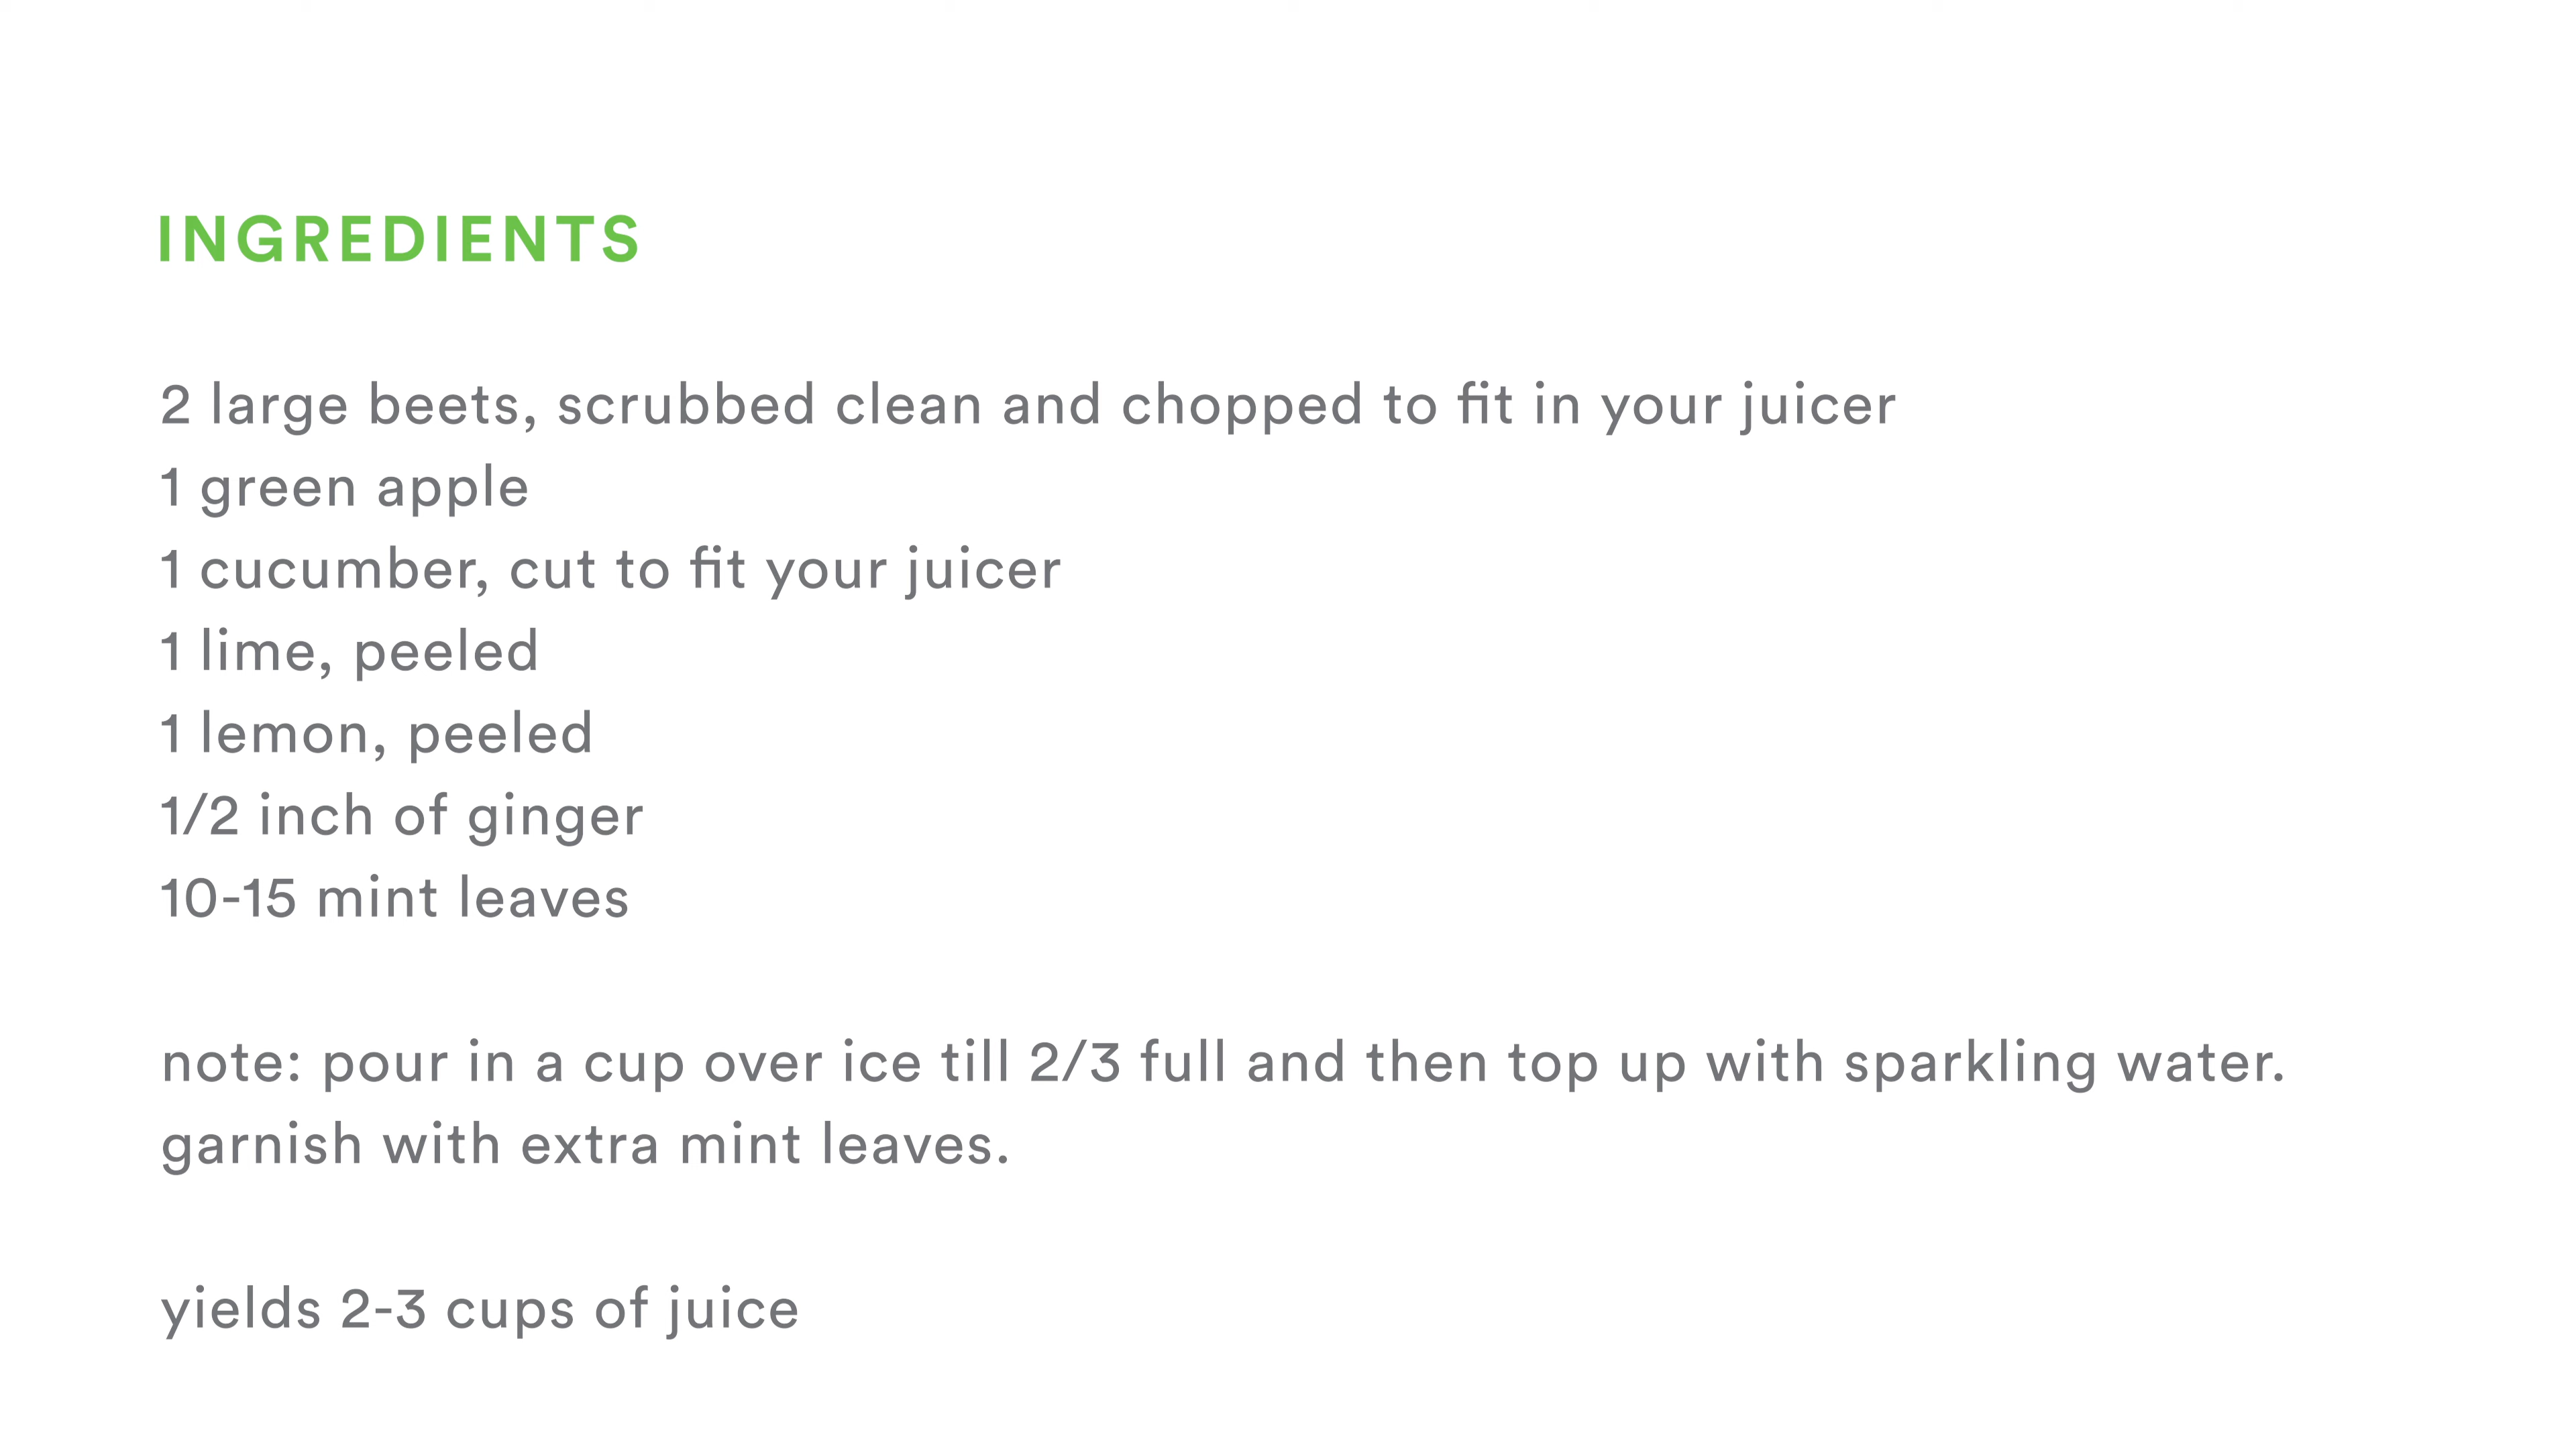 INGREDIENTS
2 large beets, scrubbed clean and chopped to fit in your juicer
1 green apple
1 cucumber, cut to fit your juicer
1 lime, peeled
1 lemon, peeled
1/2 inch of ginger
10-15 mint leaves
note: pour in a cup over ice till 2/3 full and then top up with sparkling water.
garnish with extra mint leaves.
yields 2-3 cups of juice